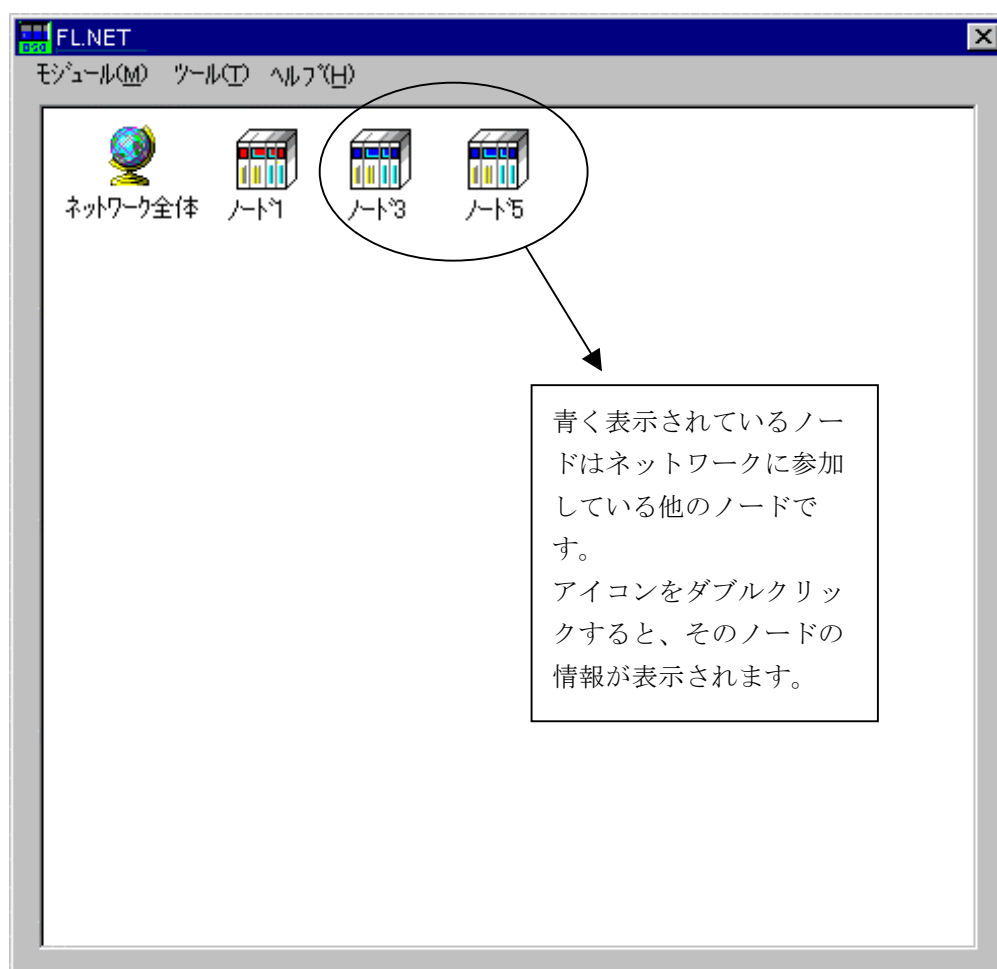 FL.NET
モジュール(M) ツール(T) ヘルプ(H)
ネットワーク全体 ノード1 ノード3 ノード5
青く表示されているノー
ドはネットワークに参加
している他のノードで
す。
アイコンをダブルクリッ
クすると、そのノードの
情報が表示されます。